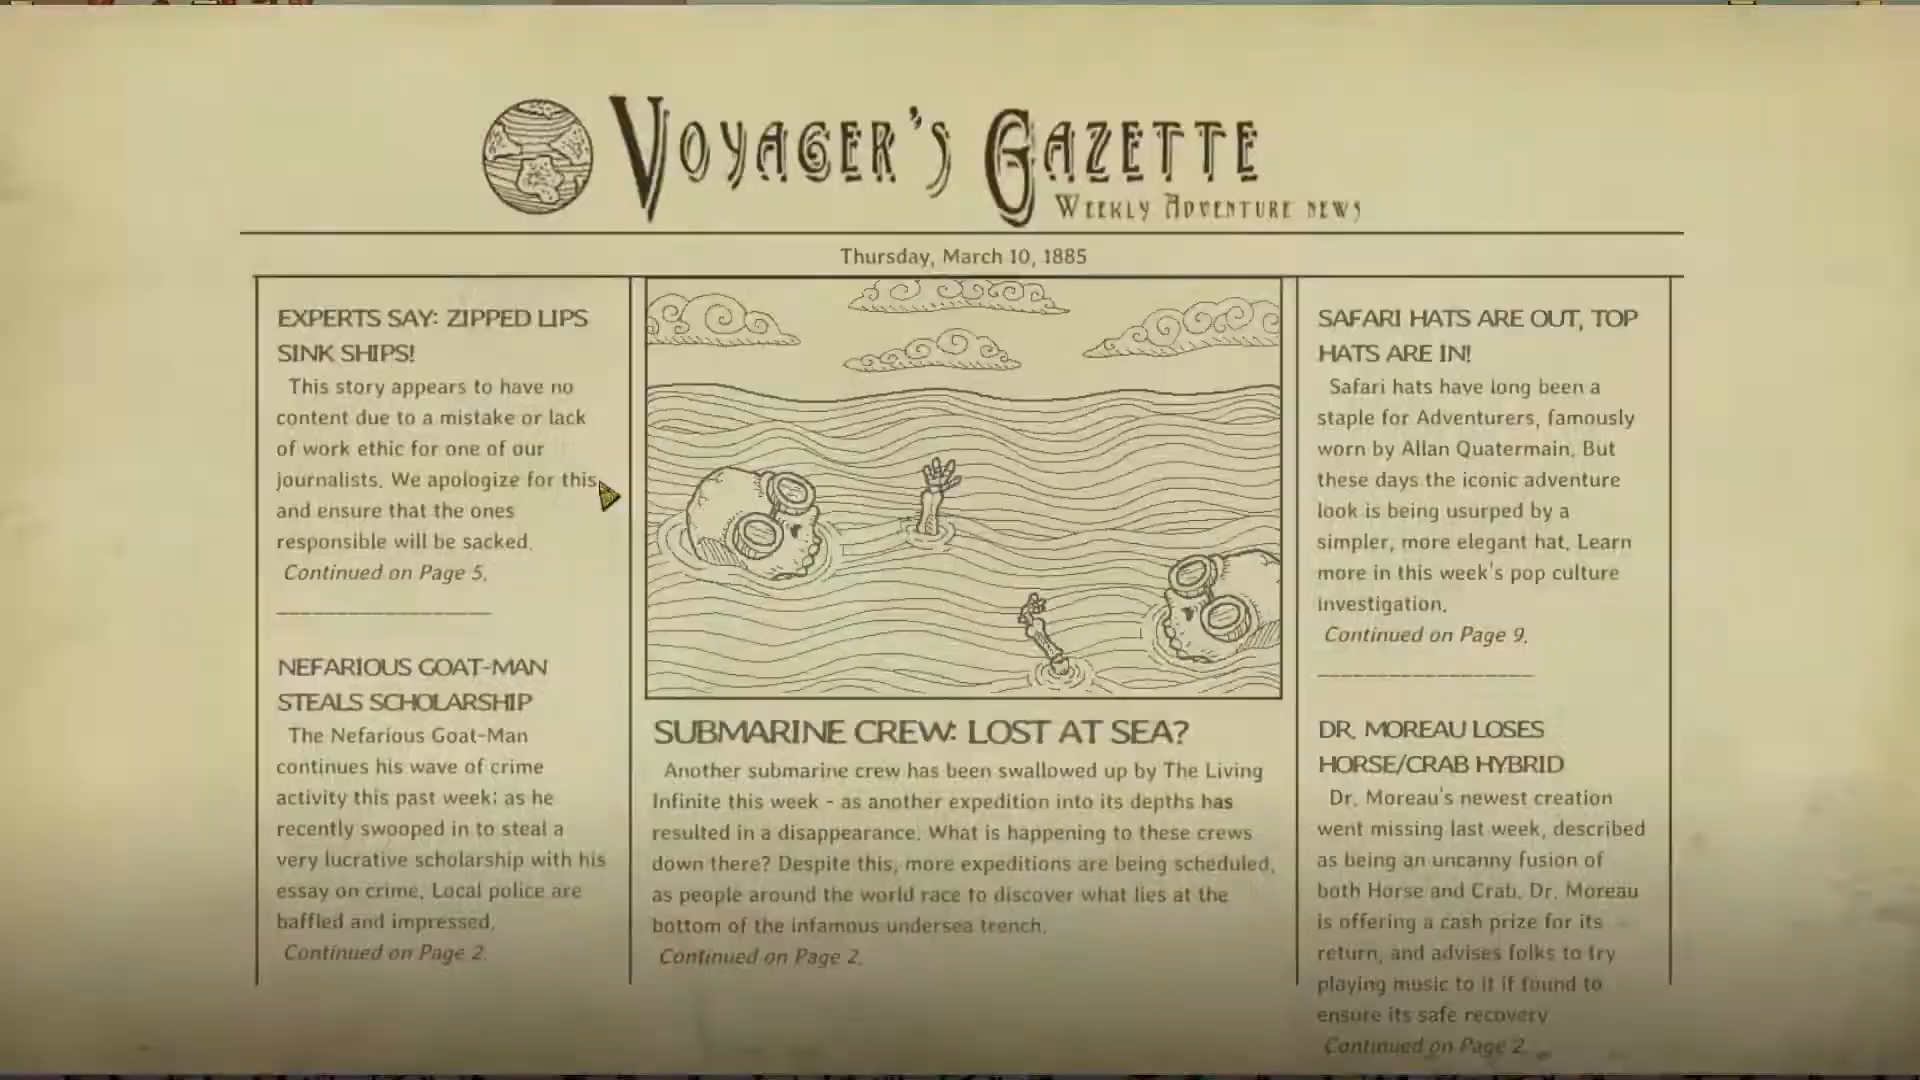 VOYAGER'S GAZETTE
WEEKLY ADVENTURE NEWS
Thursday, March 10, 1885
EXPERTS SAY: ZIPPED LIPS
SINK SHIPS!
This story appears to have no
content due to a mistake or lack
of work ethic for one of our
journalists. We apologize for this
and ensure that the ones
responsible will be sacked.
Continued on Page 5.
NEFARIOUS GOAT-MAN
STEALS SCHOLARSHIP
The Nefarious Goat-Man
continues his wave of crime
activity this past week; as he
recently swooped in to steal a
very lucrative scholarship with his
essay on crime. Local police are
baffled and impressed.
Continued on Page 2.
SUBMARINE CREW: LOST AT SEA?
Another submarine crew has been swallowed up by The Living
Infinite this week - as another expedition into its depths has
resulted in a disappearance. What is happening to these crews
down there? Despite this, more expeditions are being scheduled,
as people around the world race to discover what lies at the
bottom of the infamous undersea trench.
Continued on Page 2.
SAFARI HATS ARE OUT, TOP
HATS ARE IN!
Safari hats have long been a
staple for Adventurers, famously
worn by Allan Quatermain. But
these days the iconic adventure
look is being usurped by a
simpler, more elegant hat. Learn
more in this week's pop culture
investigation.
Continued on Page 9.
DR. MOREAU LOSES
HORSE/CRAB HYBRID
Dr. Moreau's newest creation
went missing last week, described
as being an uncanny fusion of
both Horse and Crab. Dr. Moreau
is offering a cash prize for its
return, and advises folks to try
playing music to it if found to
ensure its safe recovery
Continued on Page 2